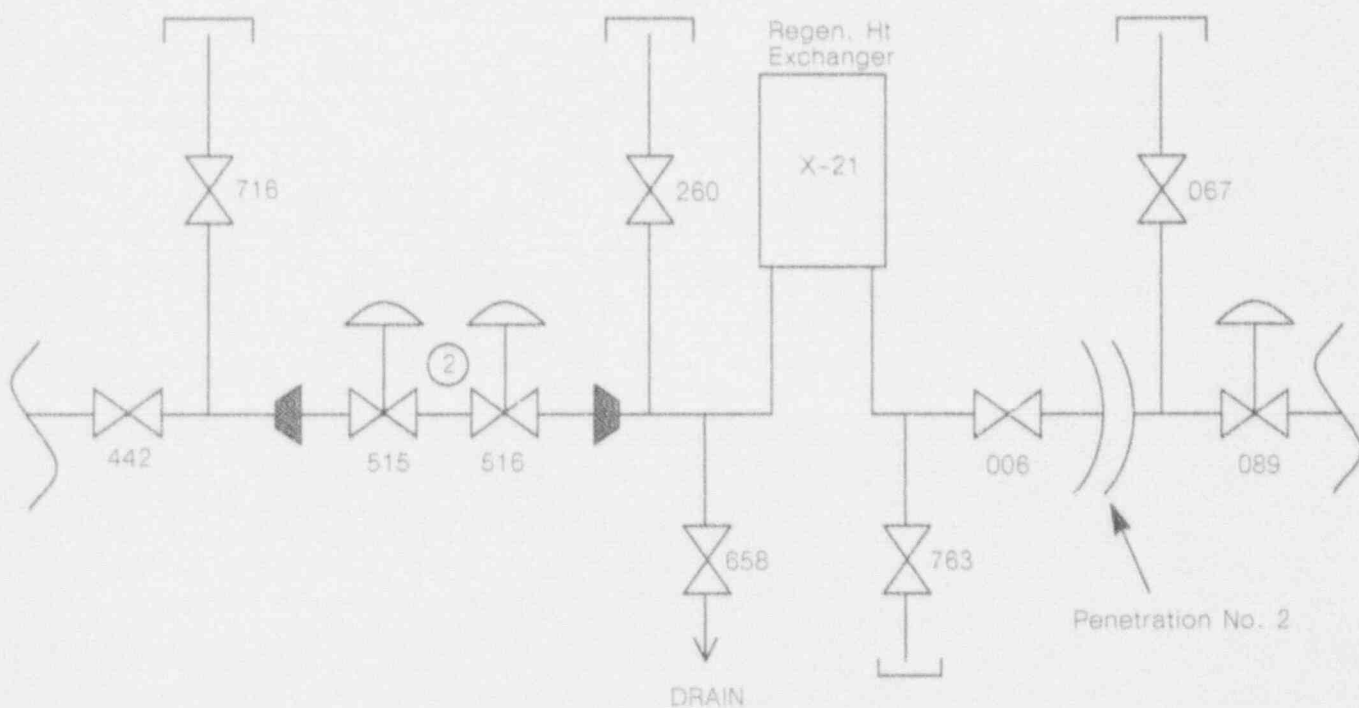 Regen. Ht
Exchanger
X-21
716
260
067
2
442
515
516
006
089
658
763
Penetration No. 2
DRAIN